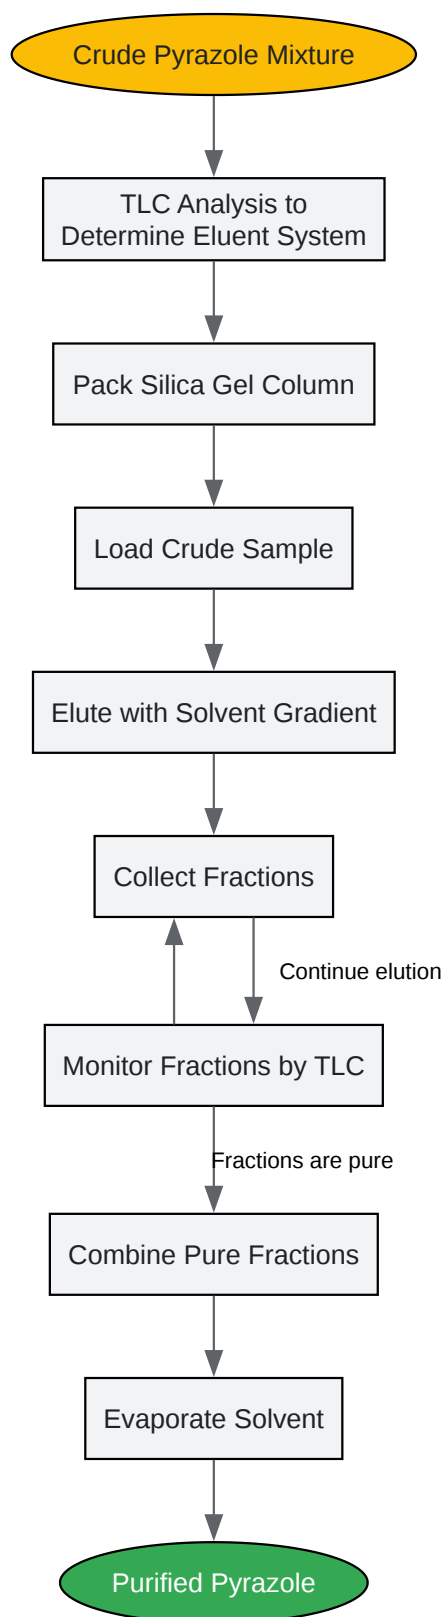 Crude Pyrazole Mixture
TLC Analysis to
Determine Eluent System
Pack Silica Gel Column
Load Crude Sample
Elute with Solvent Gradient
Collect Fractions
Continue elution
Monitor Fractions by TLC
Fractions are pure
Combine Pure Fractions
Evaporate Solvent
Purified Pyrazole